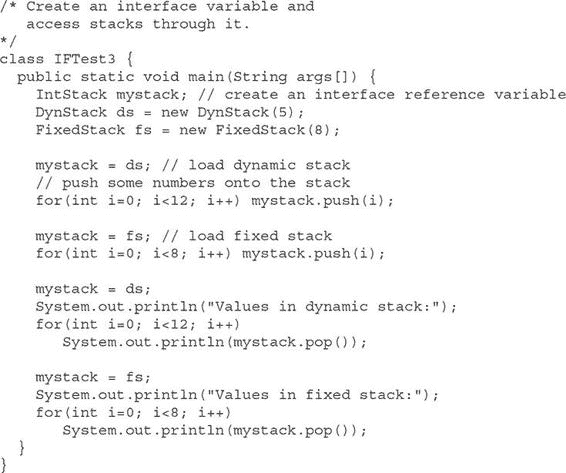 /* Create an interface variable and
   access stacks through it.
*/
class IFTest3 {
  public static void main(String args[]) {
    IntStack mystack; // create an interface reference variable
    DynStack ds = new DynStack(5);
    FixedStack fs = new FixedStack(8);

    mystack = ds; // load dynamic stack
    // push some numbers onto the stack
    for(int i=0; i<12; i++) mystack.push(i);

    mystack = fs; // load fixed stack
    for(int i=0; i<8; i++) mystack.push(i);

    mystack = ds;
    System.out.println("Values in dynamic stack:");
    for(int i=0; i<12; i++)
       System.out.println(mystack.pop());

    mystack = fs;
    System.out.println("Values in fixed stack:");
    for(int i=0; i<8; i++)
       System.out.println(mystack.pop());
  }
}